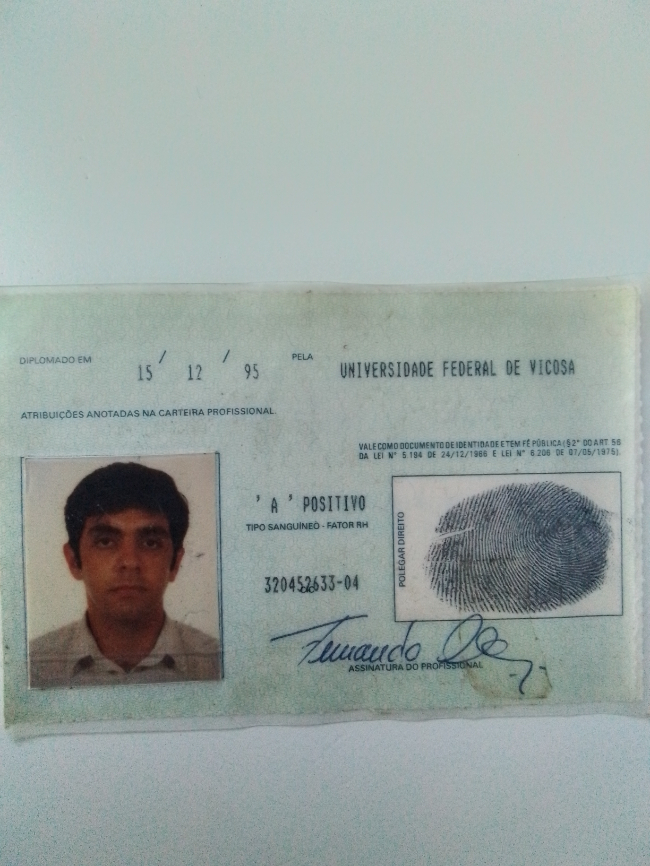 DIPLOMADO EM 15 / 12 / 95 PELA UNIVERSIDADE FEDERAL DE VICOSA
ATRIBUIÇÕES ANOTADAS NA CARTEIRA PROFISSIONAL
VALE COMO DOCUMENTO DE IDENTIDADE E TEM FÉ PÚBLICA (§ 2° DO ART 56
DA LEI N° 5.194 DE 24/12/1966 E LEI N° 6.206 DE 07/05/1975)
' A ' POSITIVO
TIPO SANGUÍNEO - FATOR RH
POLEGAR DIREITO
320452633-04
Fernando
ASSINATURA DO PROFISSIONAL